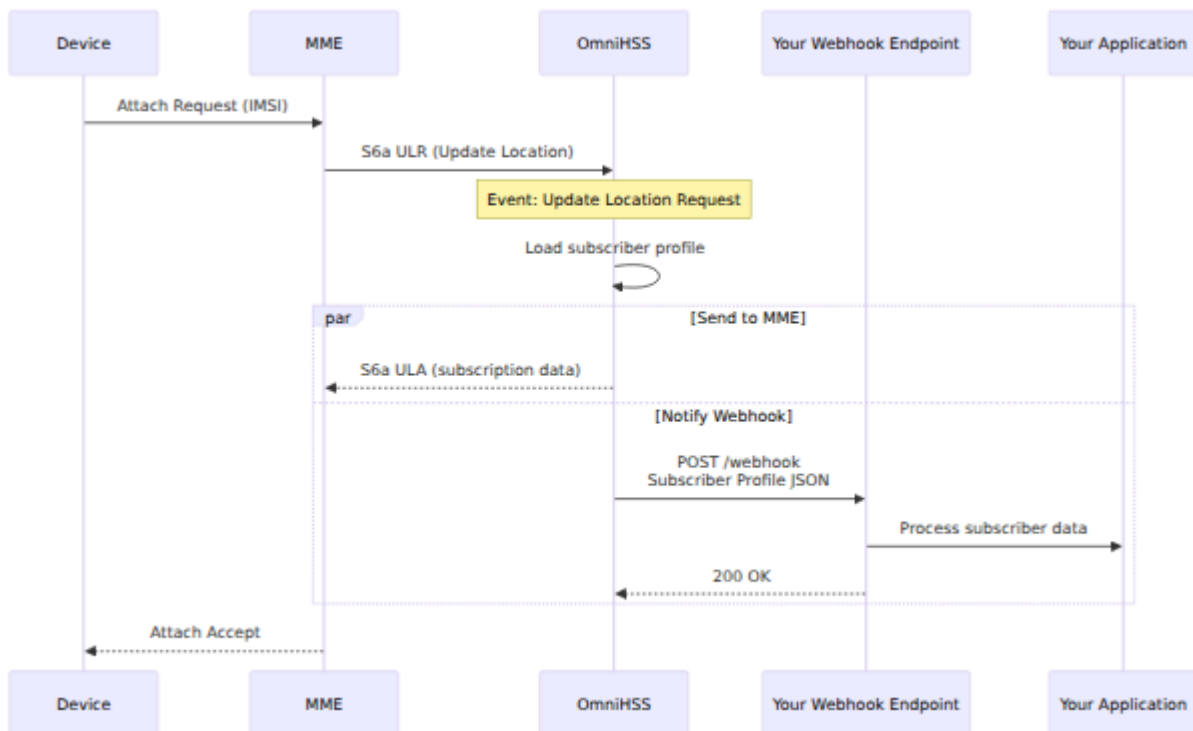 Device
MME
OmniHSS
Your Webhook Endpoint
Your Application
Attach Request (IMSI)
S6a ULR (Update Location)
Event: Update Location Request
Load subscriber profile
par
[Send to MME]
S6a ULA (subscription data)
[Notify Webhook]
POST /webhook
Subscriber Profile JSON
Process subscriber data
200 OK
Attach Accept
Device
MME
OmniHSS
Your Webhook Endpoint
Your Application